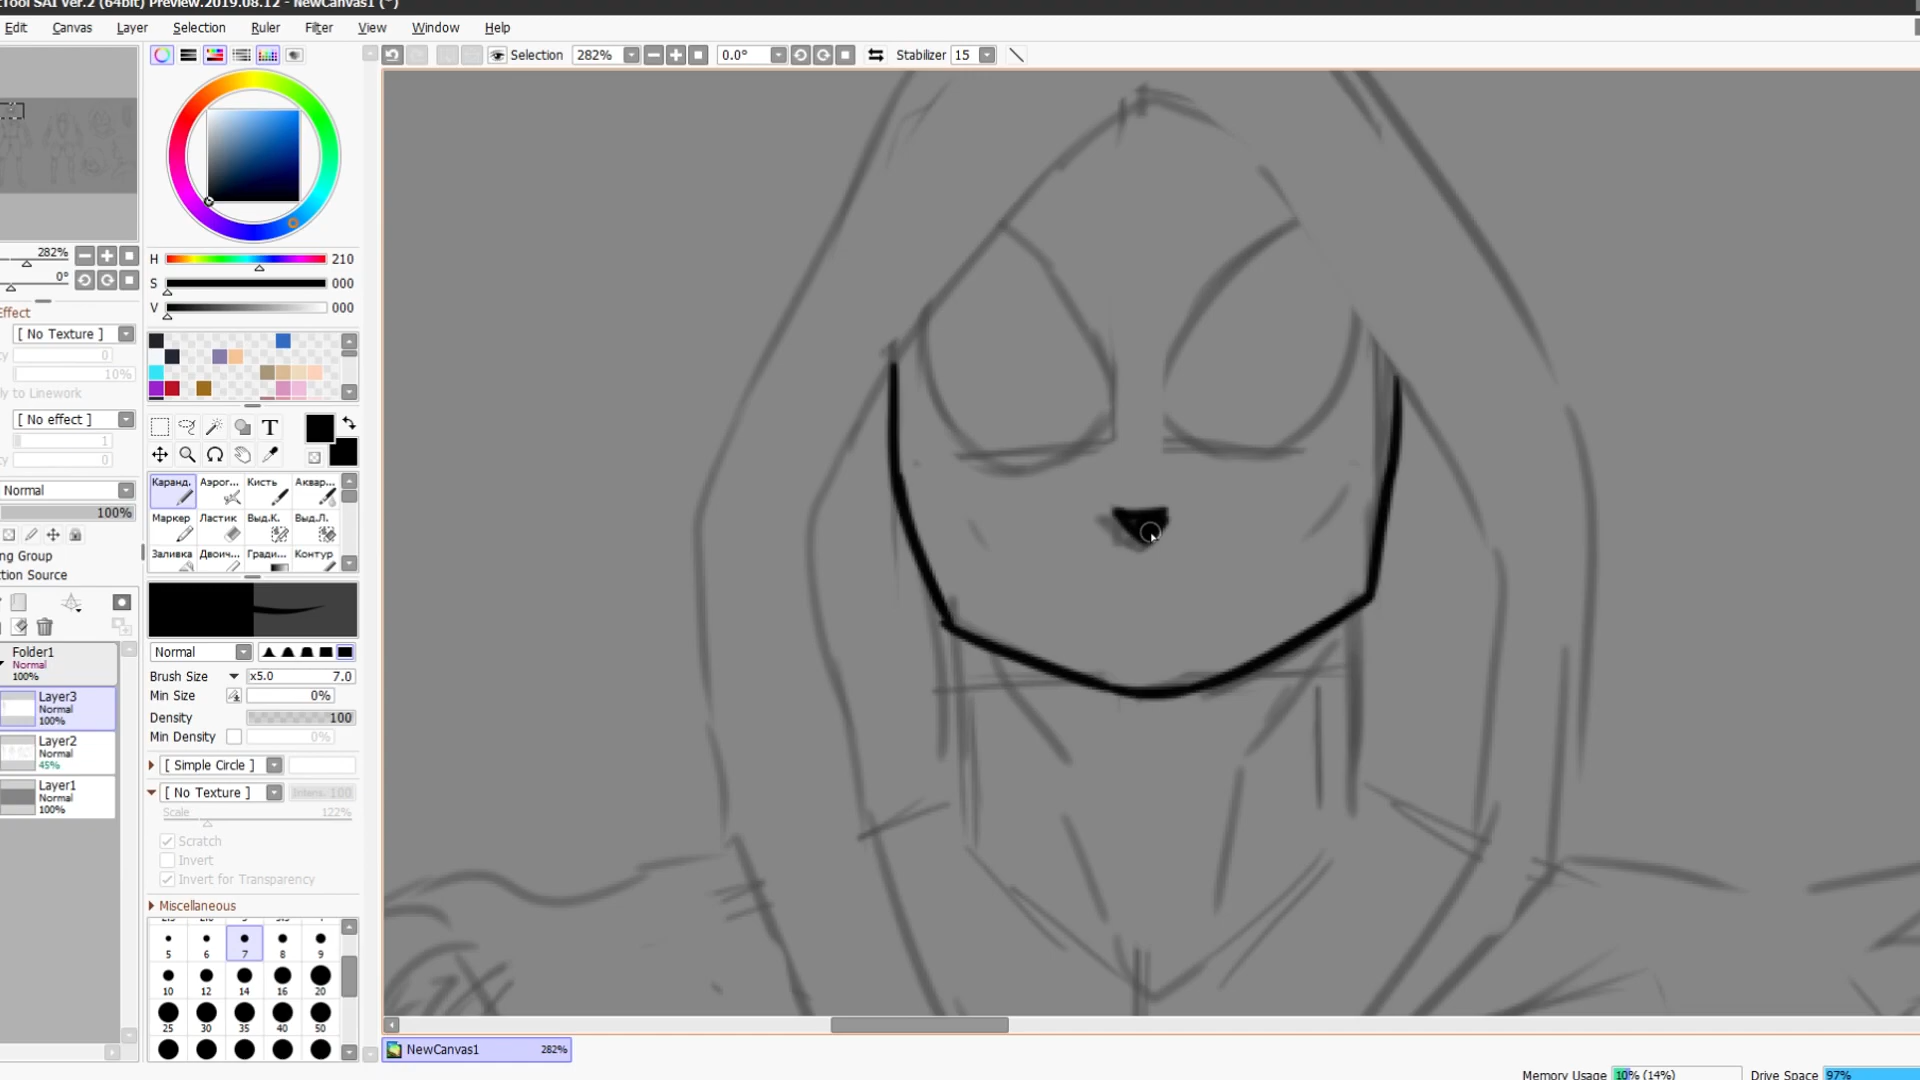 tTool SAI Ver.2 (64bit) Preview.2019.08.12 - NewCanvas1 (*)
Edit Canvas Layer Selection Ruler Filter View Window Help
Selection 282% 0.0° Stabilizer 15
282%
0°
H 210
S 000
V 000
Effect
[ No Texture ]
0
10%
ly to Linework
[ No effect ]
1
0
Normal
100%
ng Group
ction Source
Folder1
Normal
100%
Layer3
Normal
100%
Layer2
Normal
45%
Layer1
Normal
100%
T
Каранд. Аэрог... Кисть Аквар...
Маркер Ластик Выд.К. Выд.Л.
Заливка Двоич... Гради... Контур
Normal
Brush Size x5.0 7.0
Min Size 0%
Density 100
Min Density 0%
[ Simple Circle ]
[ No Texture ] Intens. 100
Scale 122%
Scratch
Invert
Invert for Transparency
Miscellaneous
5 6 7 8 9
10 12 14 16 20
25 30 35 40 50
NewCanvas1 282%
Memory Usage 10% (14%) Drive Space 97%